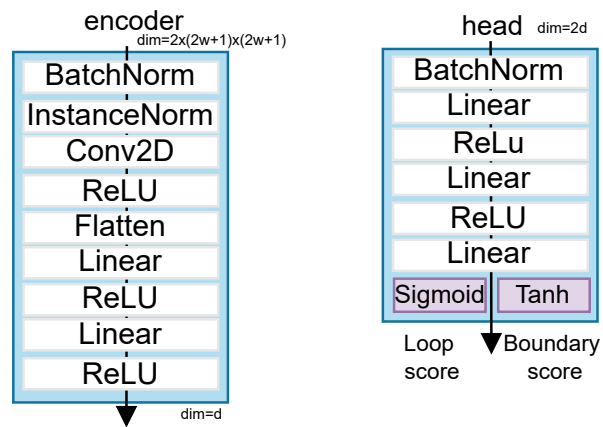 encoder
dim=2x(2w+1)x(2w+1)
BatchNorm
InstanceNorm
Conv2D
ReLU
Flatten
Linear
ReLU
Linear
ReLU
dim=d
head
dim=2d
BatchNorm
Linear
ReLu
Linear
ReLU
Linear
Sigmoid
Tanh
Loop
score
Boundary
score